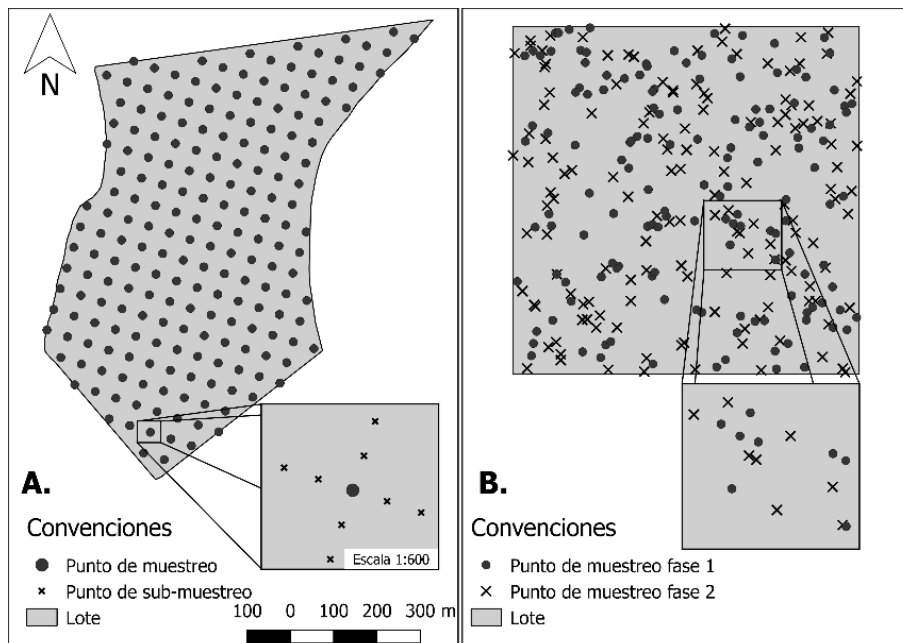 N
A.
Escala 1:600
Convenciones
Punto de muestreo
Punto de sub-muestreo
Lote
100 0 100 200 300 m
B.
Convenciones
Punto de muestreo fase 1
Punto de muestreo fase 2
Lote